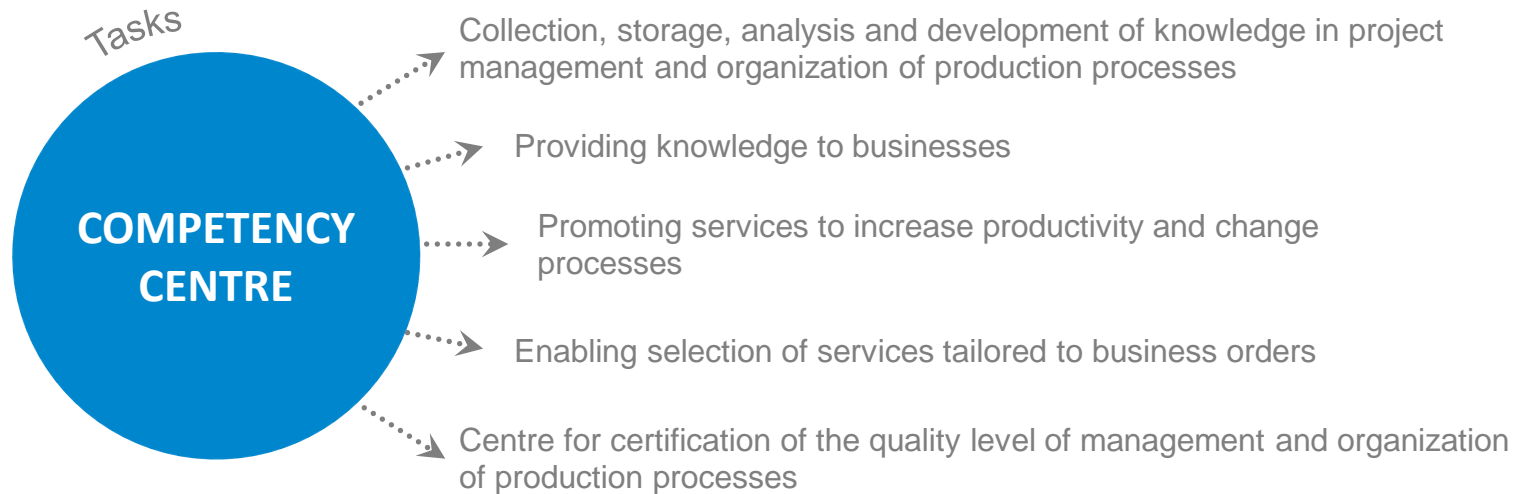 Tasks
Collection, storage, analysis and development of knowledge in project
management and organization of production processes
Providing knowledge to businesses
COMPETENCY
CENTRE
Promoting services to increase productivity and change
processes
Enabling selection of services tailored to business orders
Centre for certification of the quality level of management and organization
of production processes